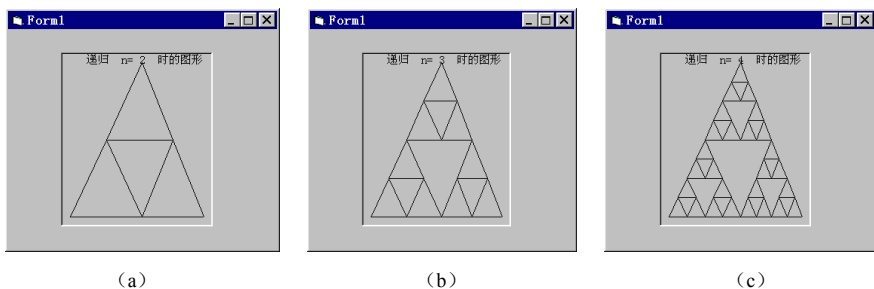 Form1
递归 n= 2 时的图形
(a)
Form1
递归 n= 3 时的图形
(b)
Form1
递归 n= 4 时的图形
(c)